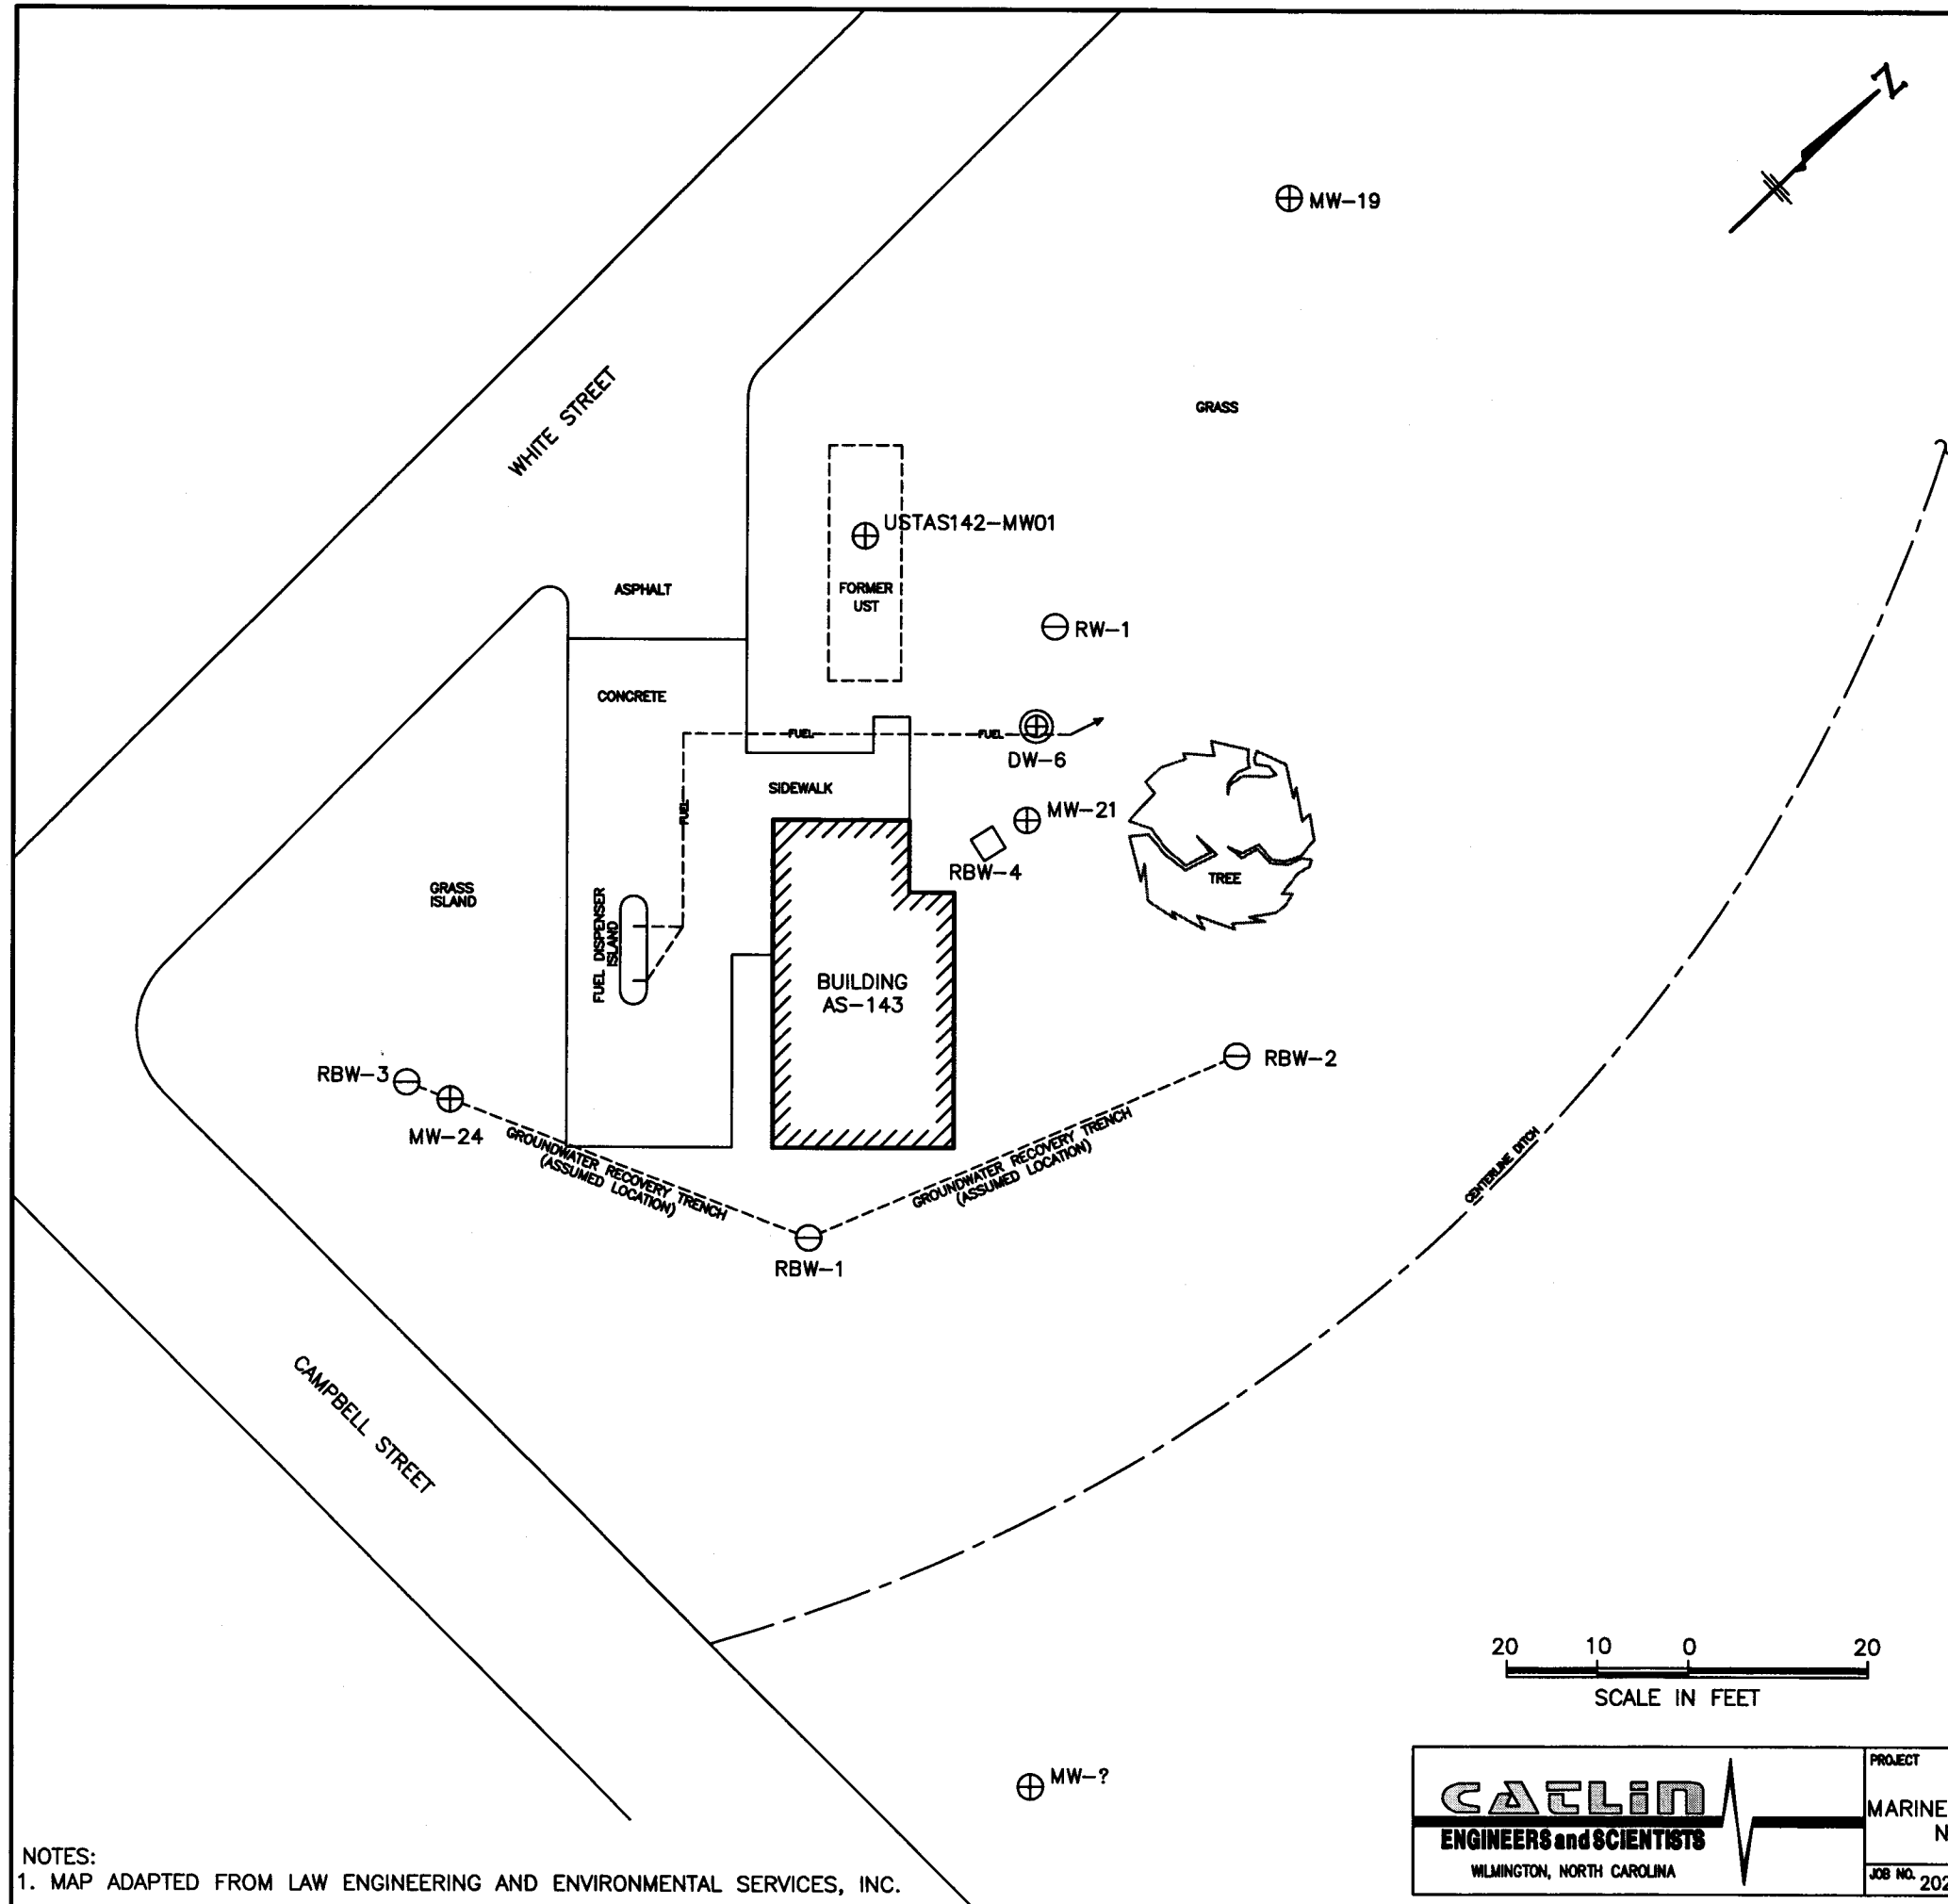 N
MW-19
GRASS
WHITE STREET
USTAS142-MW01
ASPHALT
FORMER
UST
RW-1
CONCRETE
FUEL
FUEL
DW-6
SIDEWALK
FUEL
MW-21
RBW-4
TREE
GRASS
ISLAND
FUEL DISPENSER
ISLAND
BUILDING
AS-143
RBW-3
RBW-2
MW-24
GROUNDWATER RECOVERY TRENCH
(ASSUMED LOCATION)
GROUNDWATER RECOVERY TRENCH
(ASSUMED LOCATION)
CENTERLINE DITCH
RBW-1
CAMPBELL STREET
20 10 0 20
SCALE IN FEET
MW-?
CATLIN
ENGINEERS and SCIENTISTS
WILMINGTON, NORTH CAROLINA
PROJECT
MARINE
N
JOB NO. 202
NOTES:
1. MAP ADAPTED FROM LAW ENGINEERING AND ENVIRONMENTAL SERVICES, INC.